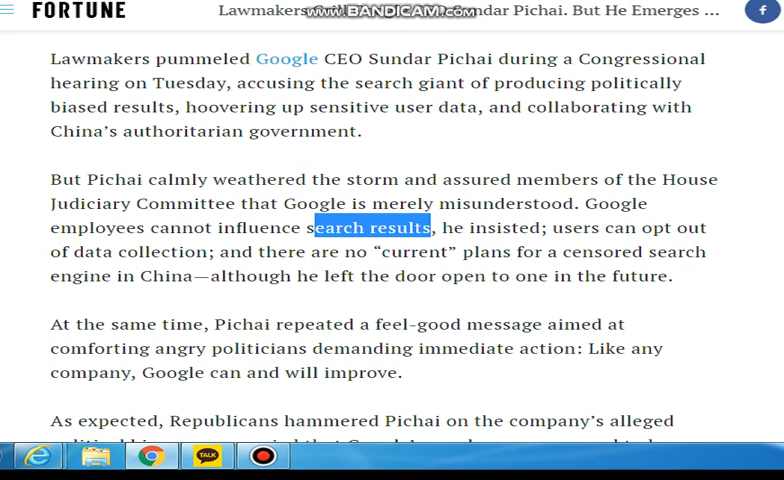 FORTUNE
Lawmakers Sundar Pichai. But He Emerges ...
www.BANDICAM.com
f
Lawmakers pummeled Google CEO Sundar Pichai during a Congressional
hearing on Tuesday, accusing the search giant of producing politically
biased results, hoovering up sensitive user data, and collaborating with
China’s authoritarian government.
But Pichai calmly weathered the storm and assured members of the House
Judiciary Committee that Google is merely misunderstood. Google
employees cannot influence search results, he insisted; users can opt out
of data collection; and there are no “current” plans for a censored search
engine in China—although he left the door open to one in the future.
At the same time, Pichai repeated a feel-good message aimed at
comforting angry politicians demanding immediate action: Like any
company, Google can and will improve.
As expected, Republicans hammered Pichai on the company’s alleged
TALK